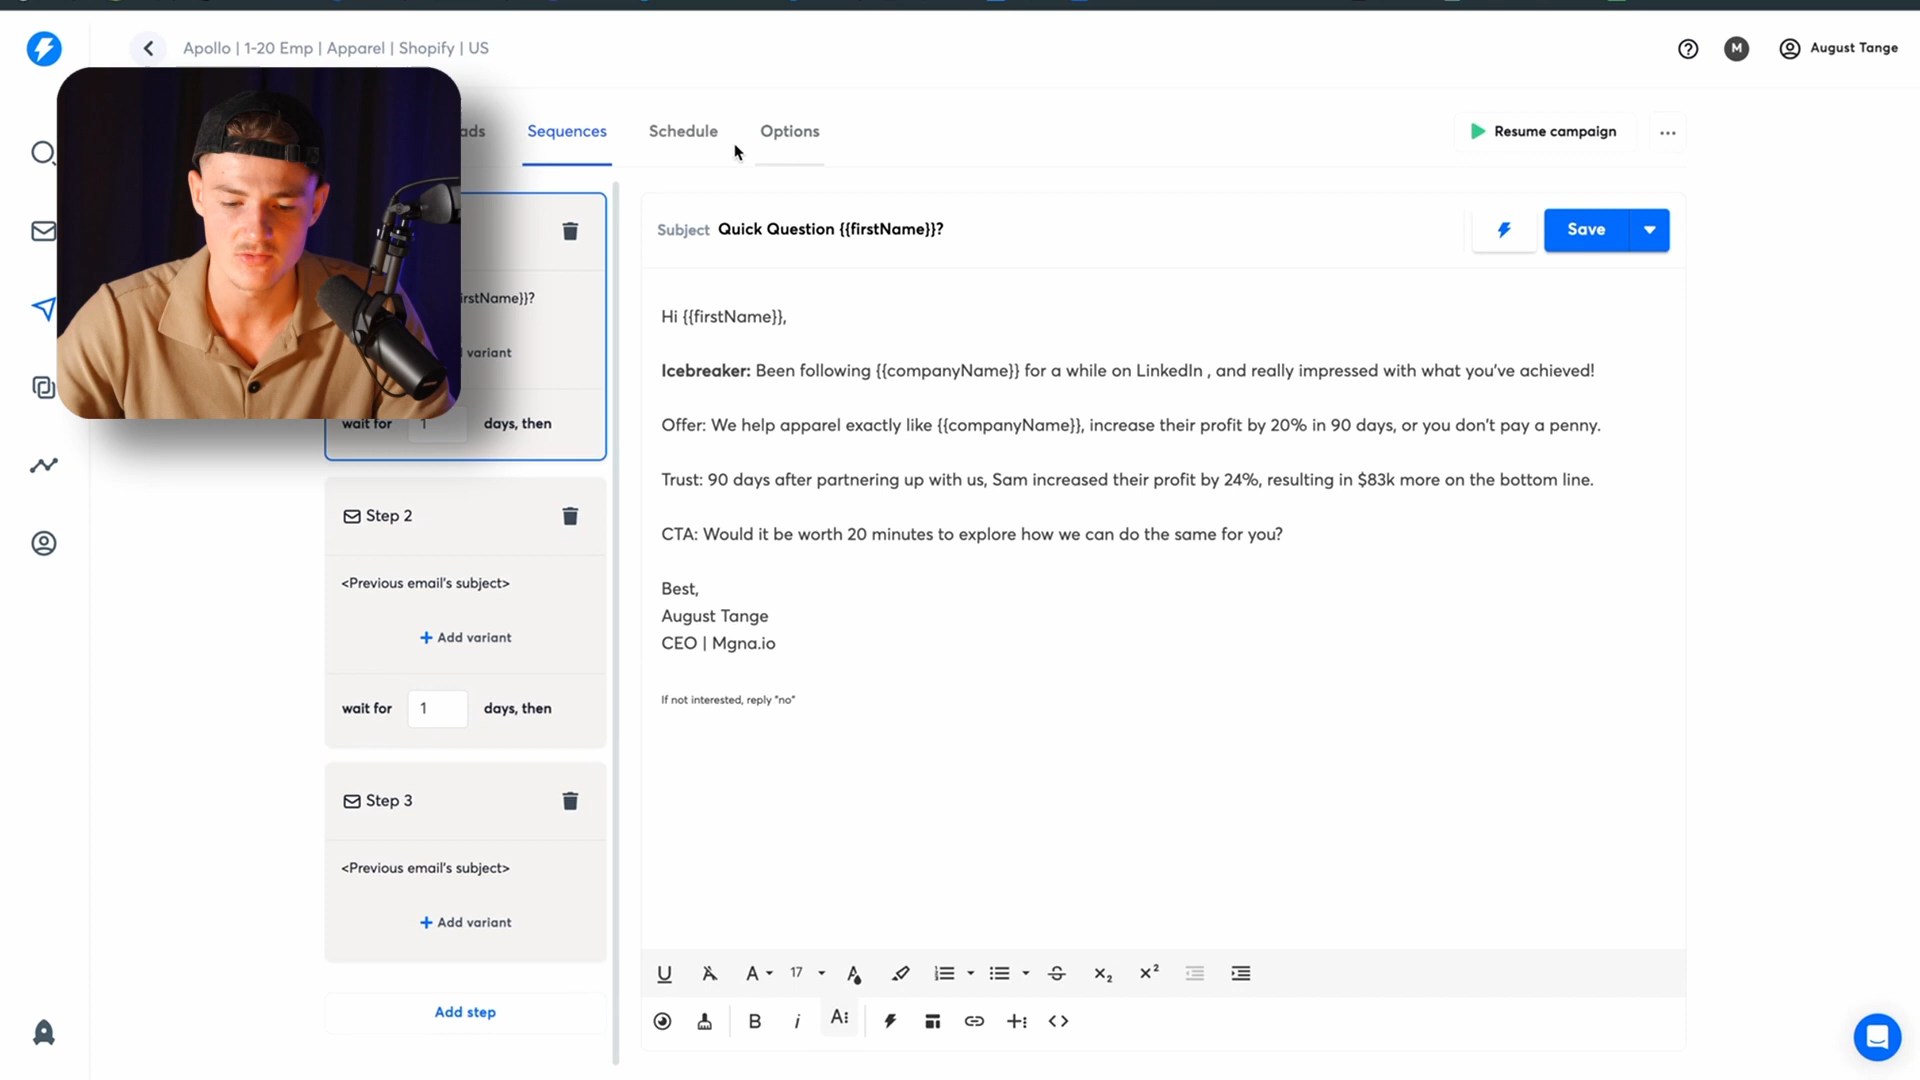 Apollo | 1-20 Emp | Apparel | Shopify | US
M
August Tange
ads
Sequences
Schedule
Options
Resume campaign
Subject Quick Question {{firstName}}?
Save
irstName}}?
variant
wait for 1 days, then
Step 2
<Previous email's subject>
+ Add variant
wait for 1 days, then
Step 3
<Previous email's subject>
+ Add variant
Add step
Hi {{firstName}},
Icebreaker: Been following {{companyName}} for a while on LinkedIn , and really impressed with what you've achieved!
Offer: We help apparel exactly like {{companyName}}, increase their profit by 20% in 90 days, or you don't pay a penny.
Trust: 90 days after partnering up with us, Sam increased their profit by 24%, resulting in $83k more on the bottom line.
CTA: Would it be worth 20 minutes to explore how we can do the same for you?
Best,
August Tange
CEO | Mgna.io
If not interested, reply "no"
17